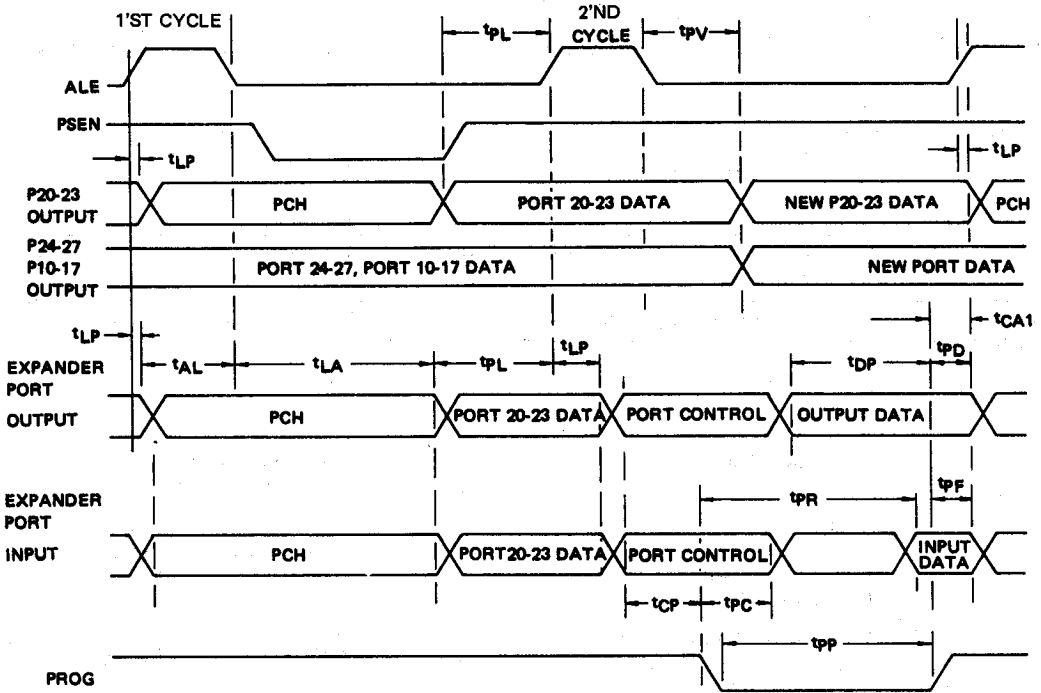 1'ST CYCLE
tPL
2'ND
CYCLE
tPV
ALE
PSEN
tLP
tLP
P20-23
OUTPUT
PCH
PORT 20-23 DATA
NEW P20-23 DATA
PCH
P24-27
P10-17
OUTPUT
PORT 24-27, PORT 10-17 DATA
NEW PORT DATA
tLP
tCA1
tAL
tLA
tPL
tLP
tDP
tPD
EXPANDER
PORT
OUTPUT
PCH
PORT 20-23 DATA
PORT CONTROL
OUTPUT DATA
tPR
tPF
EXPANDER
PORT
INPUT
PCH
PORT20-23 DATA
PORT CONTROL
INPUT
DATA
tCP
tPC
tPP
PROG